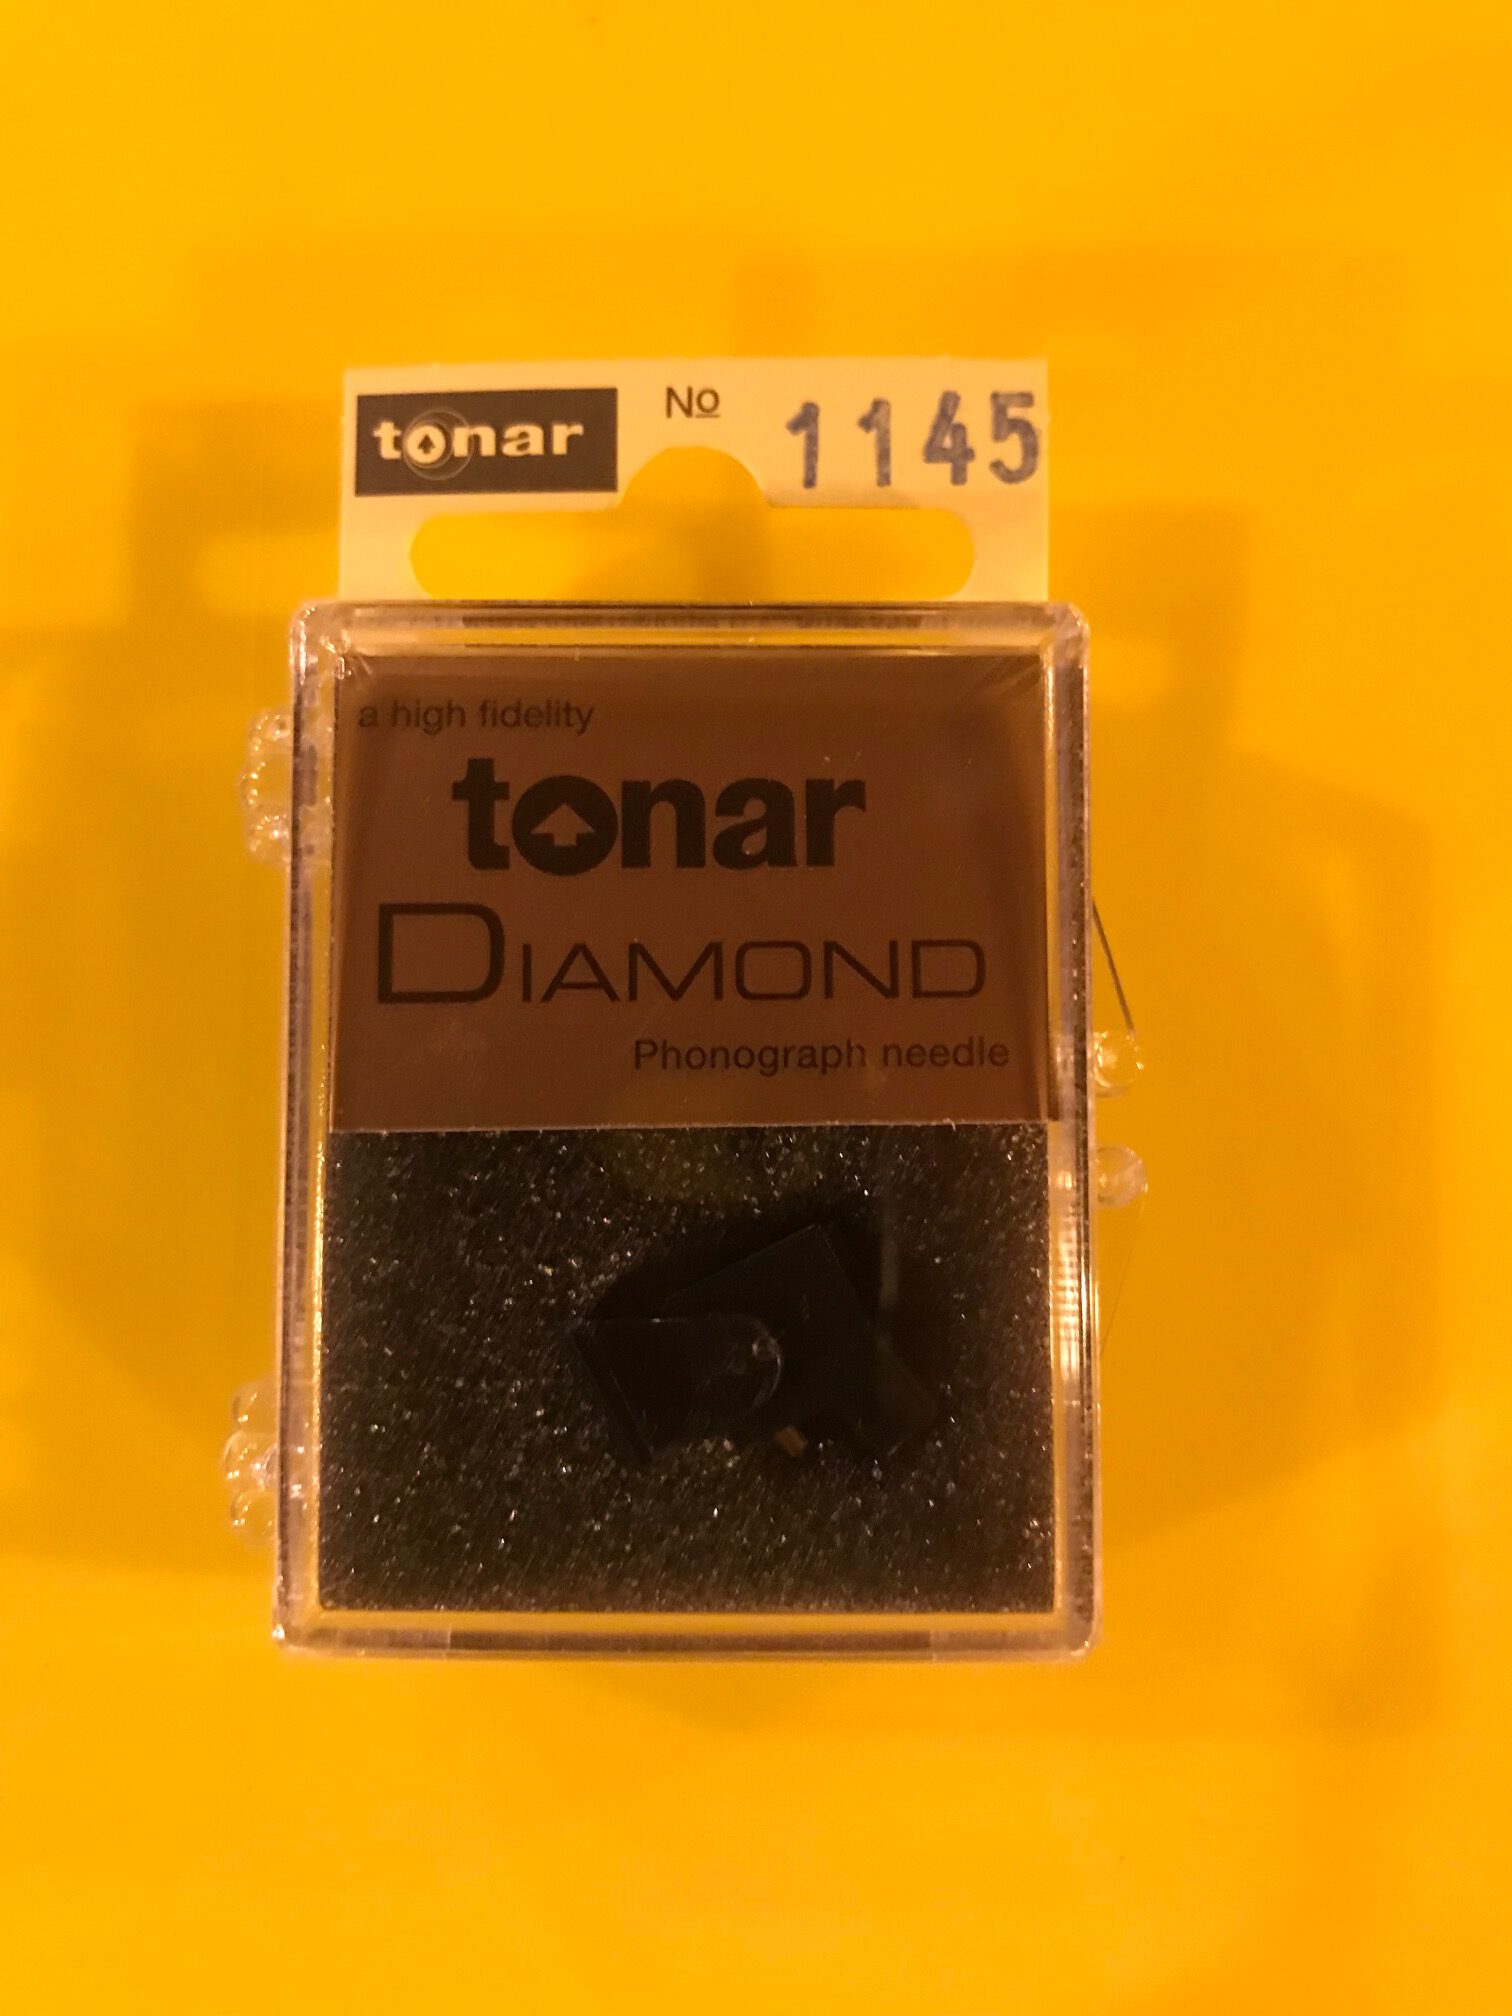 tonar No 1145
a high fidelity
tonar
DIAMOND
Phonograph needle